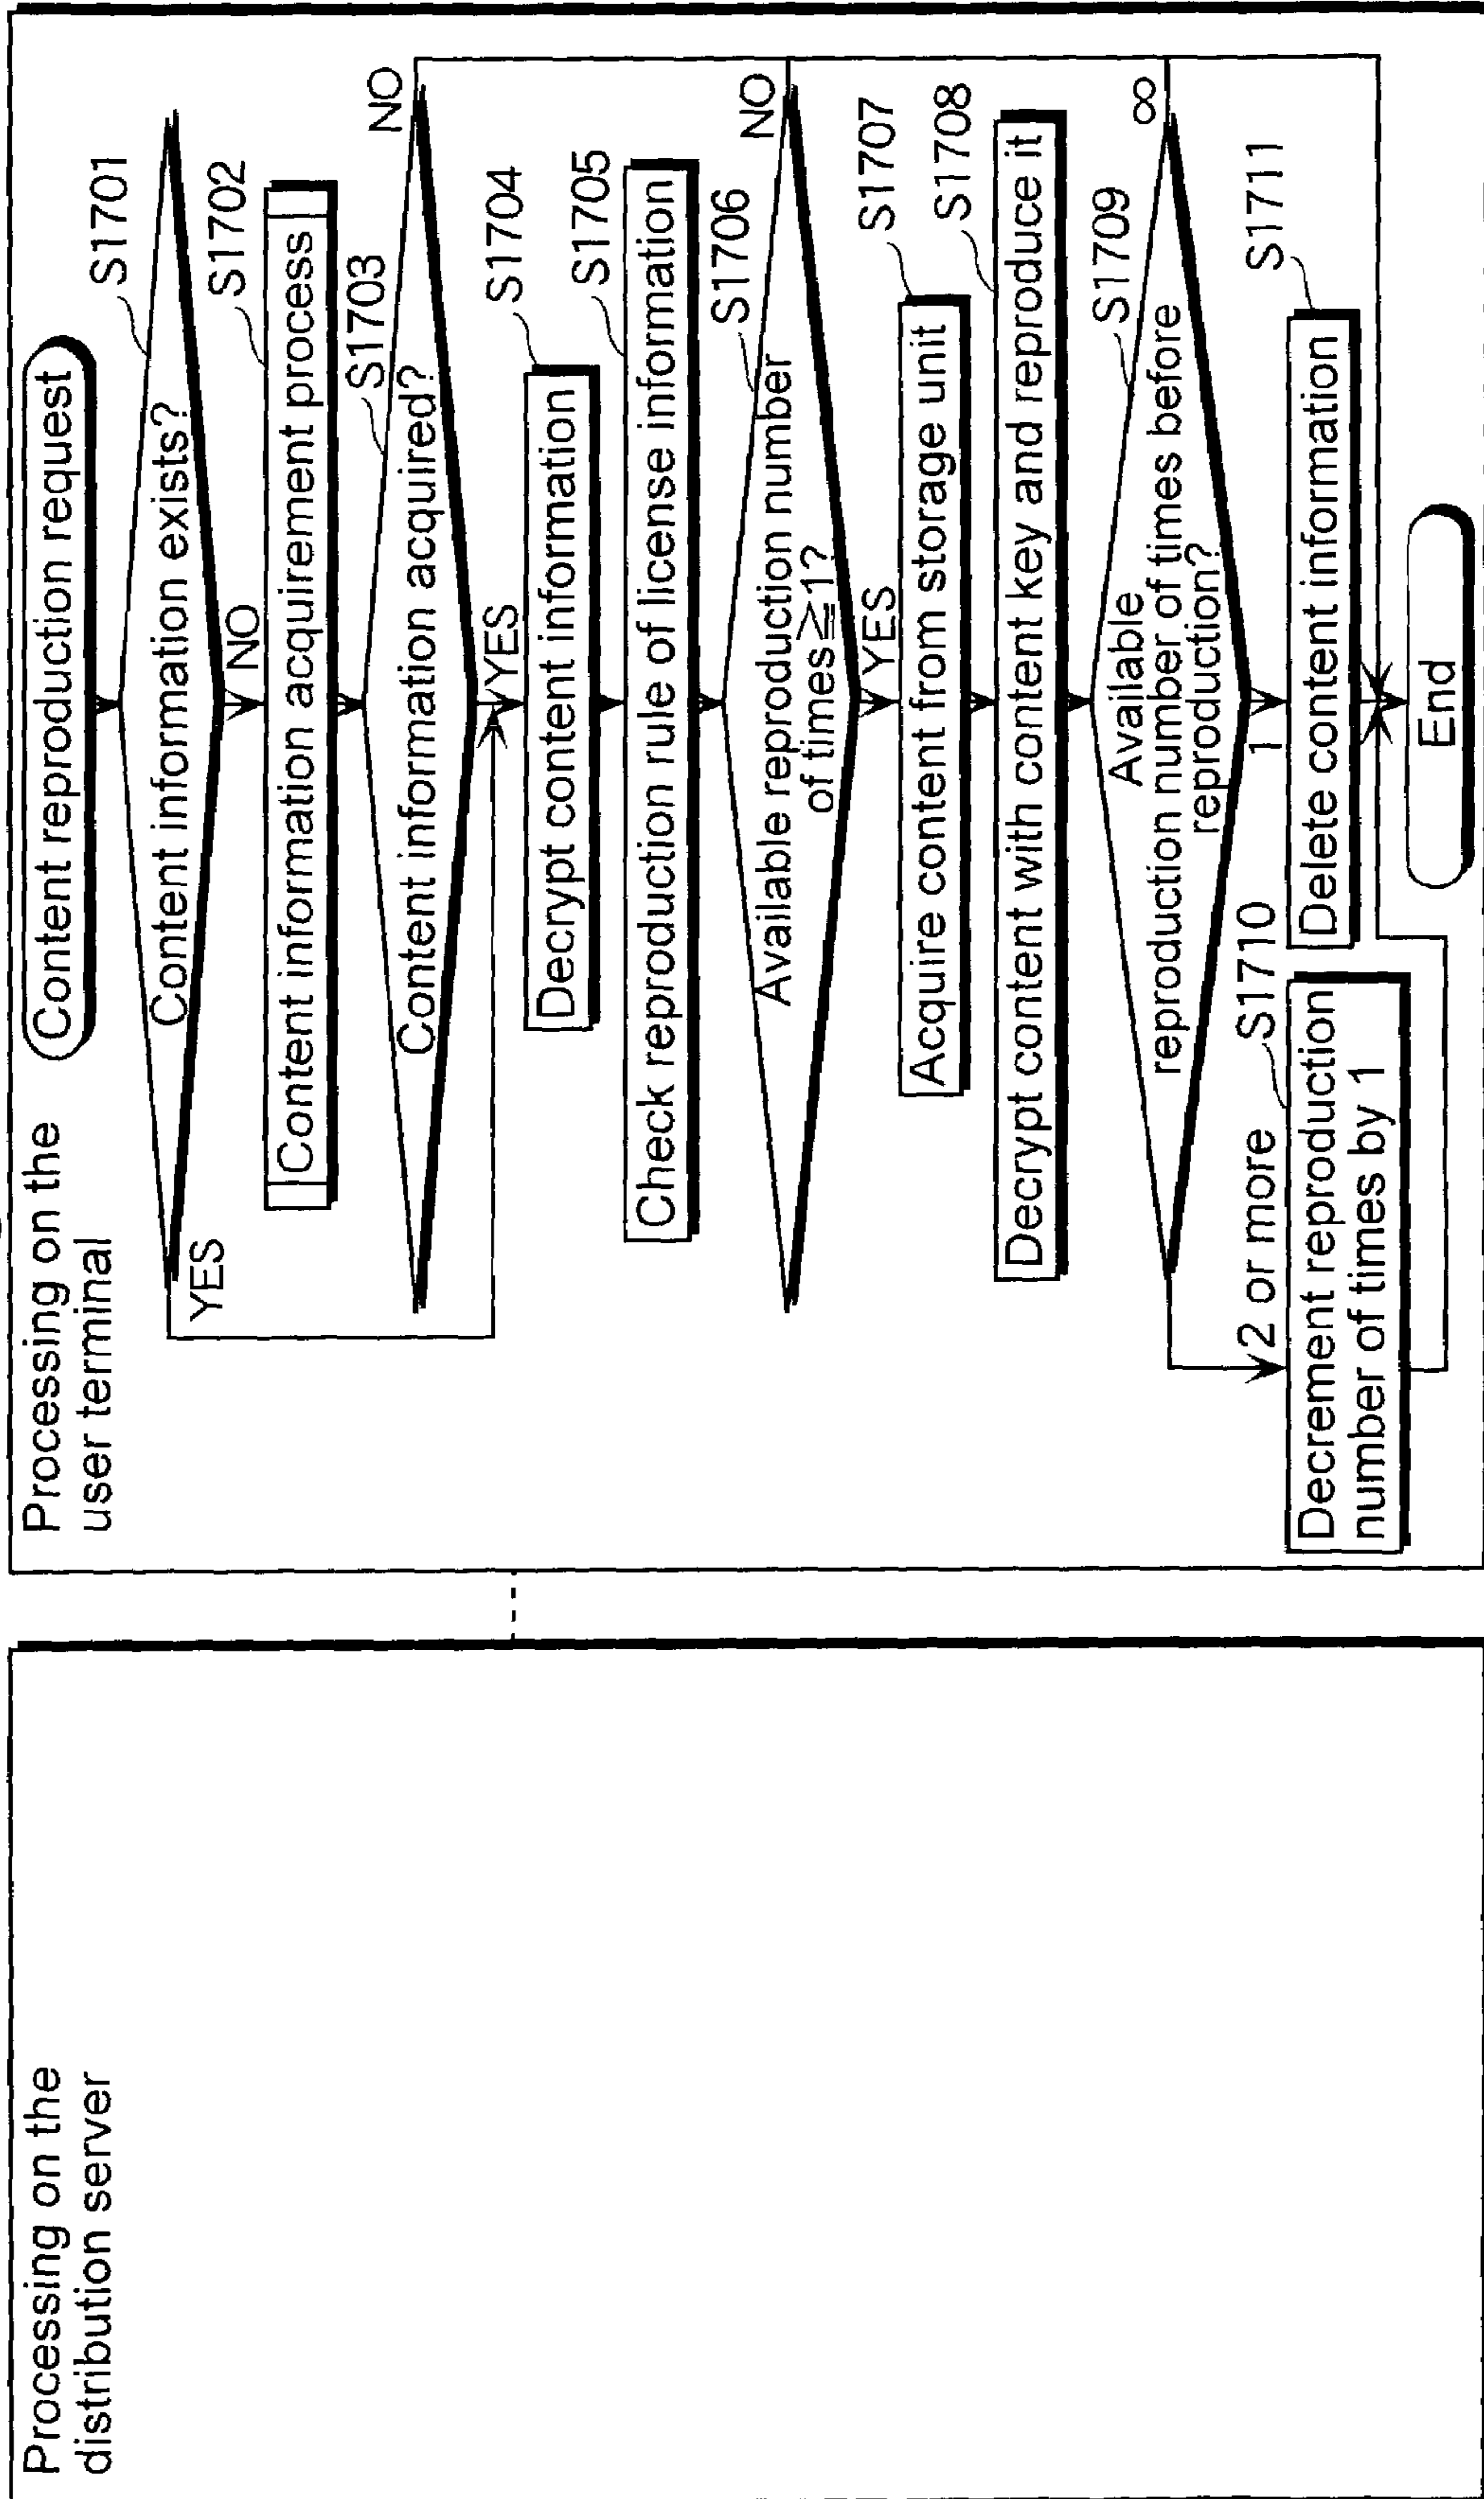 Processing on the
distribution server
Processing on the
user terminal
Content reproduction request
S1701
Content information exists?
YES
NO
S1702
Content information acquirement process
S1703
Content information acquired?
NO
YES
S1704
Decrypt content information
S1705
Check reproduction rule of license information
S1706
Available reproduction number
of times≧1?
NO
YES
S1707
Acquire content from storage unit
S1708
Decrypt content with content key and reproduce it
S1709
Available
reproduction number of times before
reproduction?
∞
2 or more
1
S1710
Decrement reproduction
number of times by 1
S1711
Delete content information
End